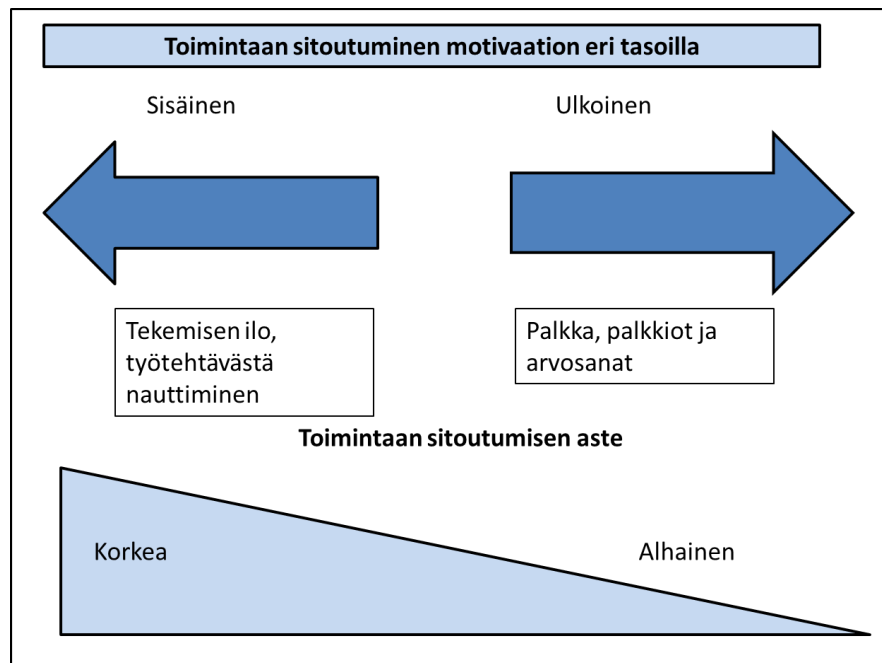 Toimintaan sitoutuminen motivaation eri tasoilla
Sisäinen
Ulkoinen
Tekemisen ilo,
työtehtävästä
nauttiminen
Palkka, palkkiot ja
arvosanat
Toimintaan sitoutumisen aste
Korkea
Alhainen